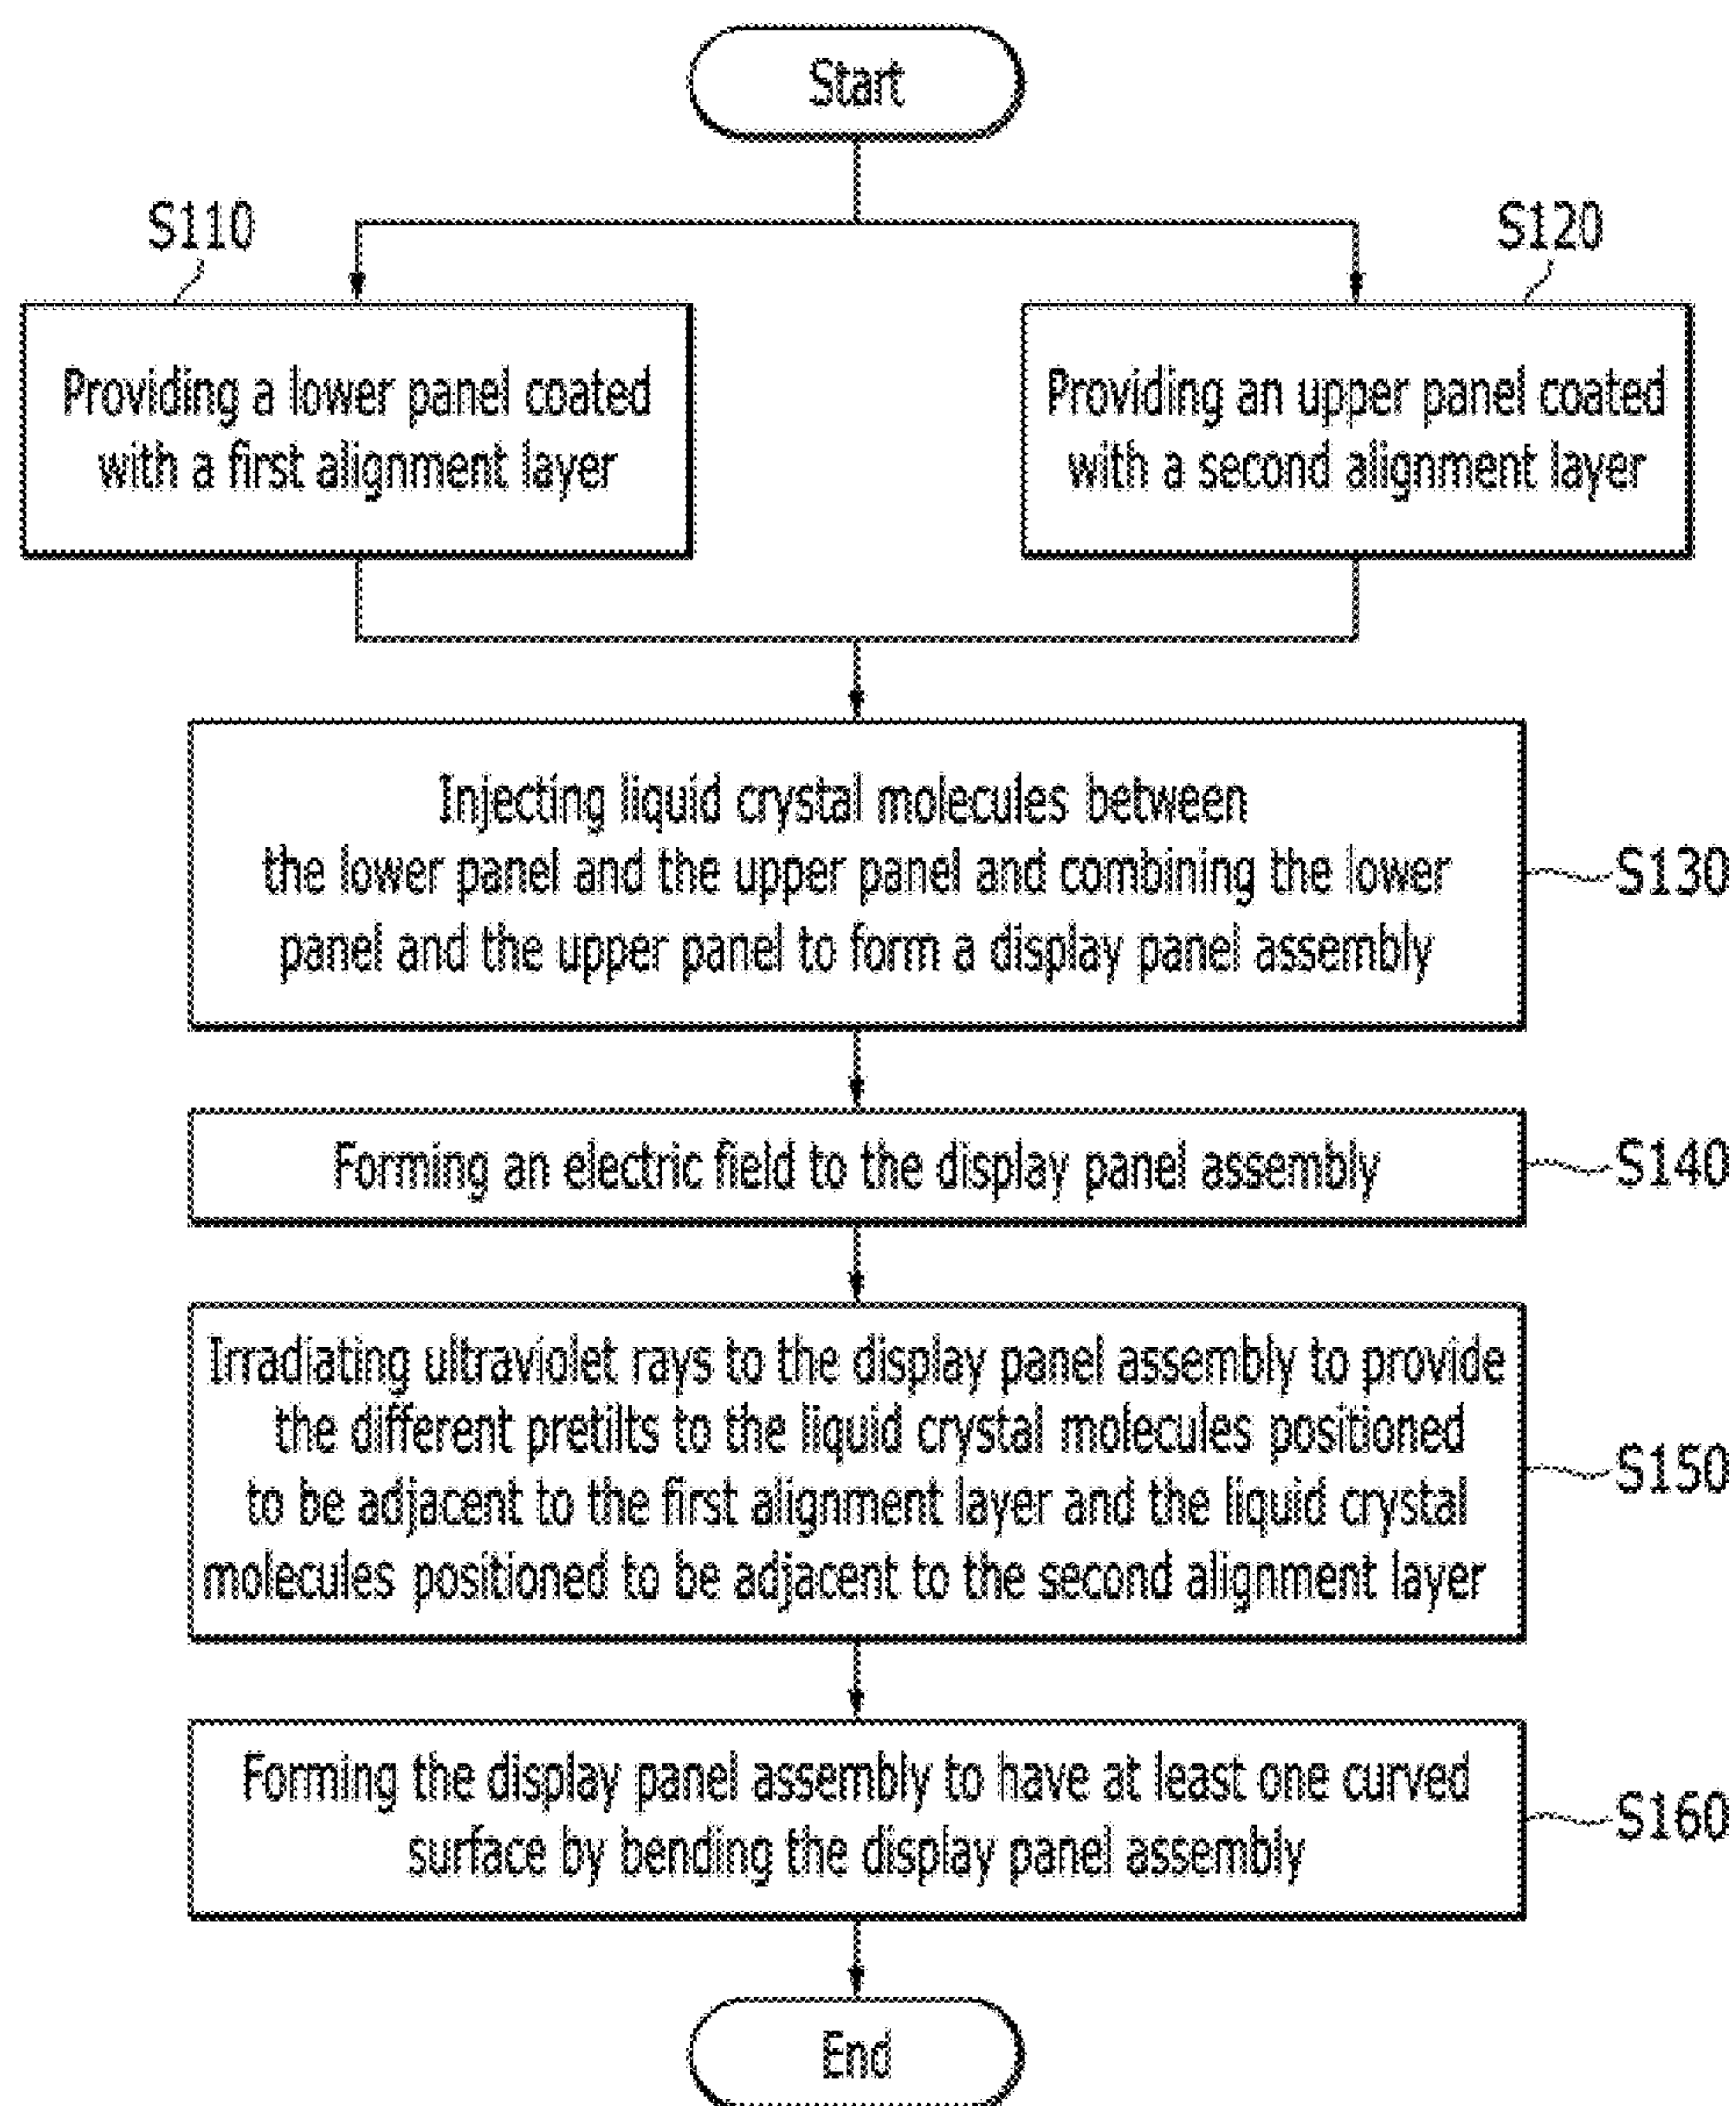 Start
S110
S120
Providing a lower panel coated
with a first alignment layer
Providing an upper panel coated
with a second alignment layer
Injecting liquid crystal molecules between
the lower panel and the upper panel and combining the lower
panel and the upper panel to form a display panel assembly
S130
Forming an electric field to the display panel assembly
S140
Irradiating ultraviolet rays to the display panel assembly to provide
the different pretilts to the liquid crystal molecules positioned
to be adjacent to the first alignment layer and the liquid crystal
molecules positioned to be adjacent to the second alignment layer
S150
Forming the display panel assembly to have at least one curved
surface by bending the display panel assembly
S160
End